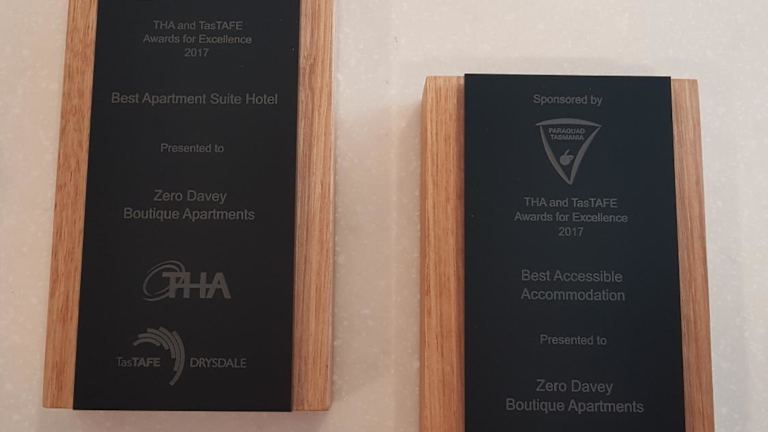 THA and TasTAFE
Awards for Excellence
2017
Best Apartment Suite Hotel
Presented to
Zero Davey
Boutique Apartments
THA
TasTAFE DRYSDALE
Sponsored by
PARAQUAD
TASMANIA
THA and TasTAFE
Awards for Excellence
2017
Best Accessible
Accommodation
Presented to
Zero Davey
Boutique Apartments